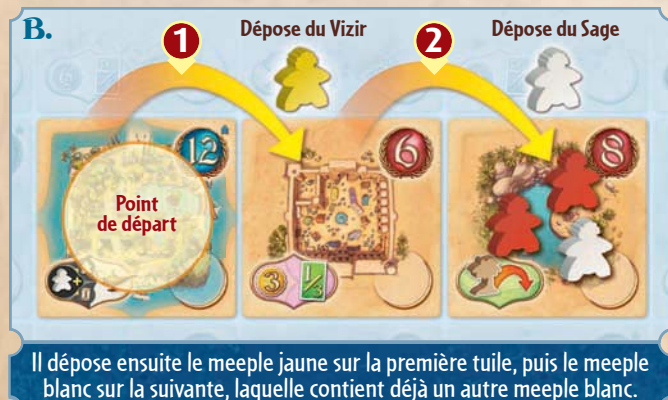 B.
1
Dépose du Vizir
2
Dépose du Sage
12
6
8
Point
de départ
3
1/3
Il dépose ensuite le meeple jaune sur la première tuile, puis le meeple
blanc sur la suivante, laquelle contient déjà un autre meeple blanc.